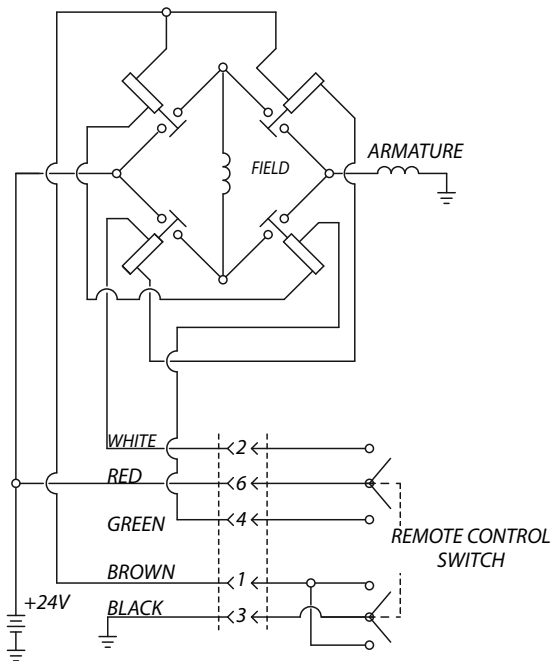 ARMATURE
FIELD
WHITE
2
RED
6
GREEN
4
REMOTE CONTROL
SWITCH
BROWN
1
+24V
BLACK
3